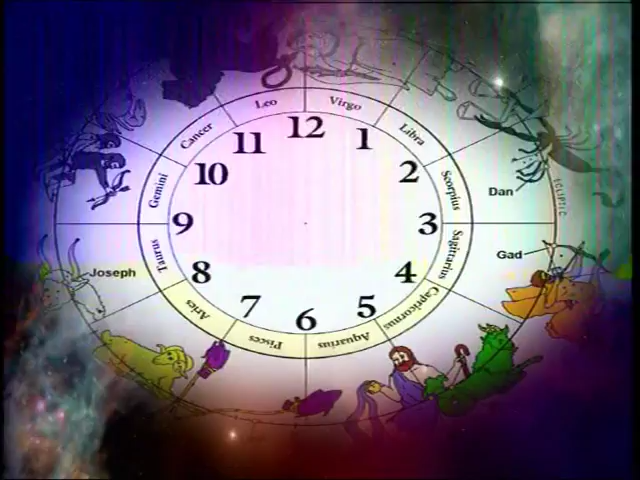 Leo
Virgo
Cancer
Libra
12
11
1
10
2
Gemini
Scorpius
Dan
ECLIPTIC
9
3
Taurus
Sagittarius
Gad
Joseph
8
4
Aries
Capricornus
7
5
6
Pisces
Aquarius